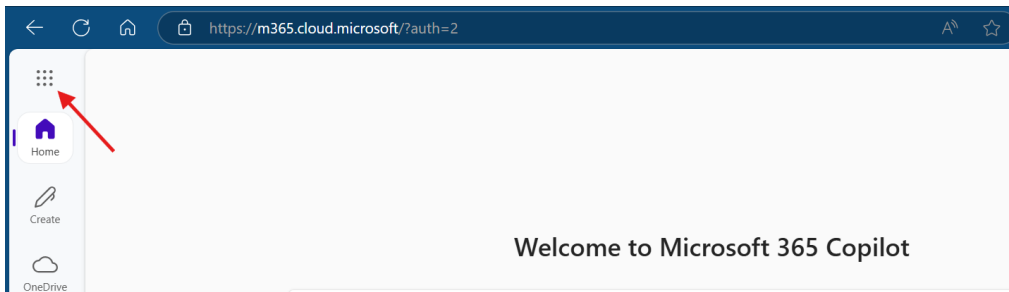 https://m365.cloud.microsoft/?auth=2
Home
Create
OneDrive
Welcome to Microsoft 365 Copilot